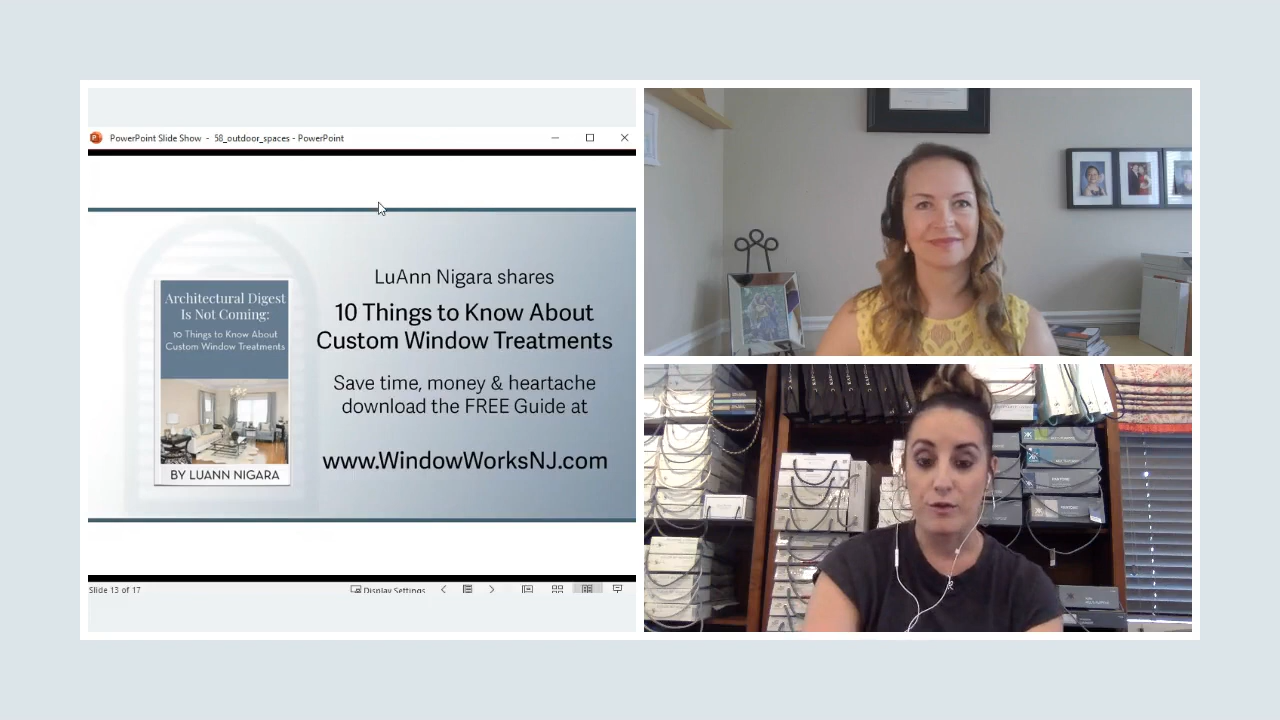 PowerPoint Slide Show - 58_outdoor_spaces - PowerPoint
Architectural Digest
Is Not Coming:
10 Things to Know About
Custom Window Treatments
BY LUANN NIGARA
LuAnn Nigara shares
10 Things to Know About
Custom Window Treatments
Save time, money & heartache
download the FREE Guide at
www.WindowWorksNJ.com
Slide 13 of 17
Display Settings